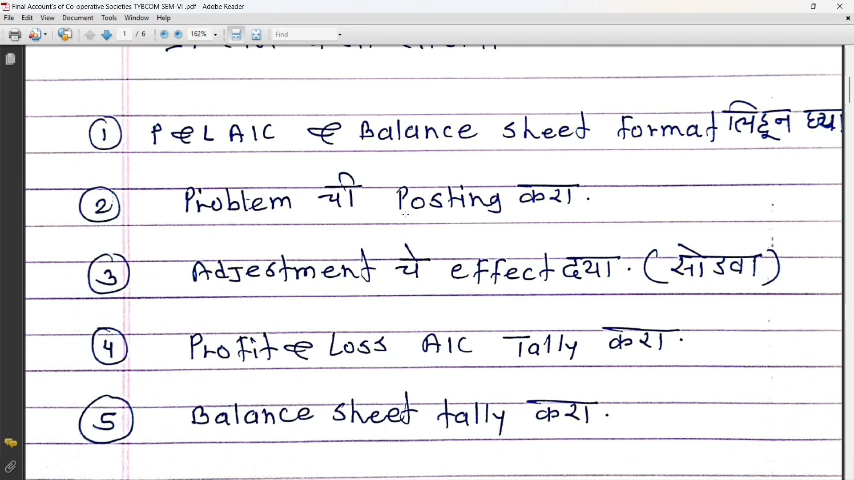 Final Account's of Co-operative Societies TYBCOM SEM VI .pdf - Adobe Reader
File Edit View Document Tools Window Help
1 / 6 162% Find
1 P & L A/C & Balance sheet format लिहून घ्या
2 Problem ची Posting करा.
3 Adjestment चे effect दया. (सोडवा)
4 Profit & Loss A/C Tally करा.
5 Balance sheet tally करा.